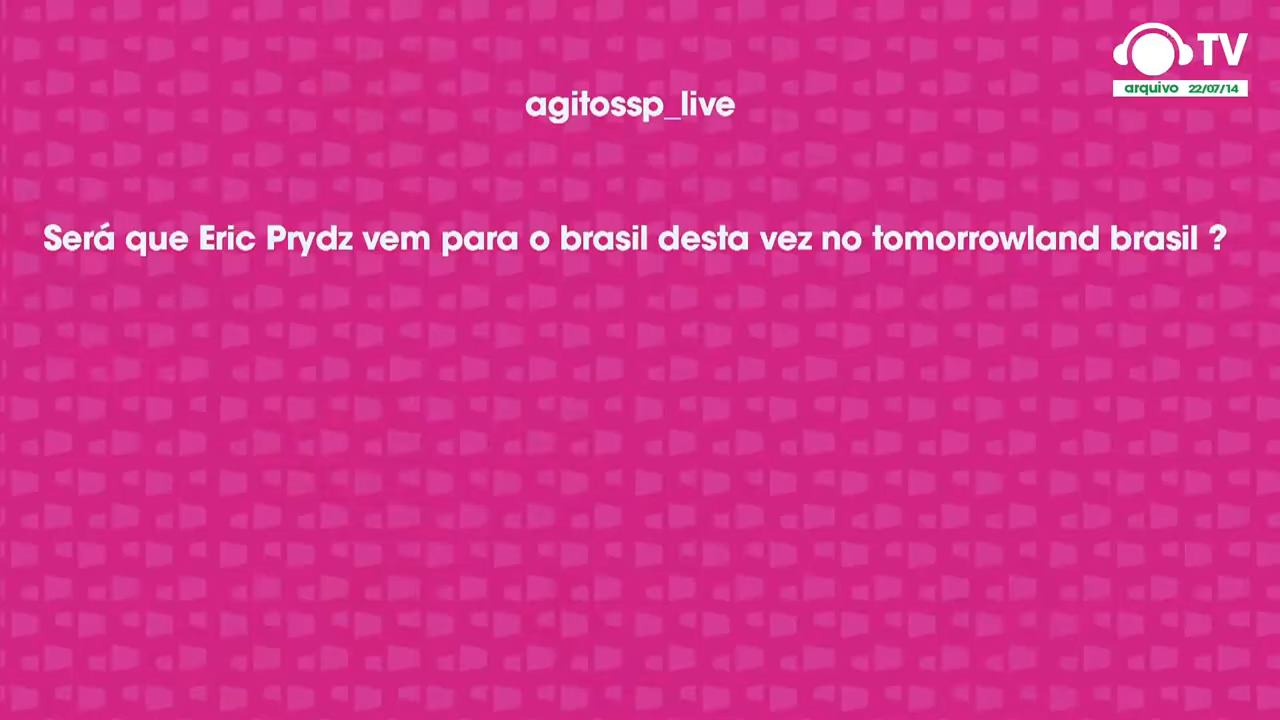 TV
arquivo 22/07/14
agitossp_live
Será que Eric Prydz vem para o brasil desta vez no tomorrowland brasil ?